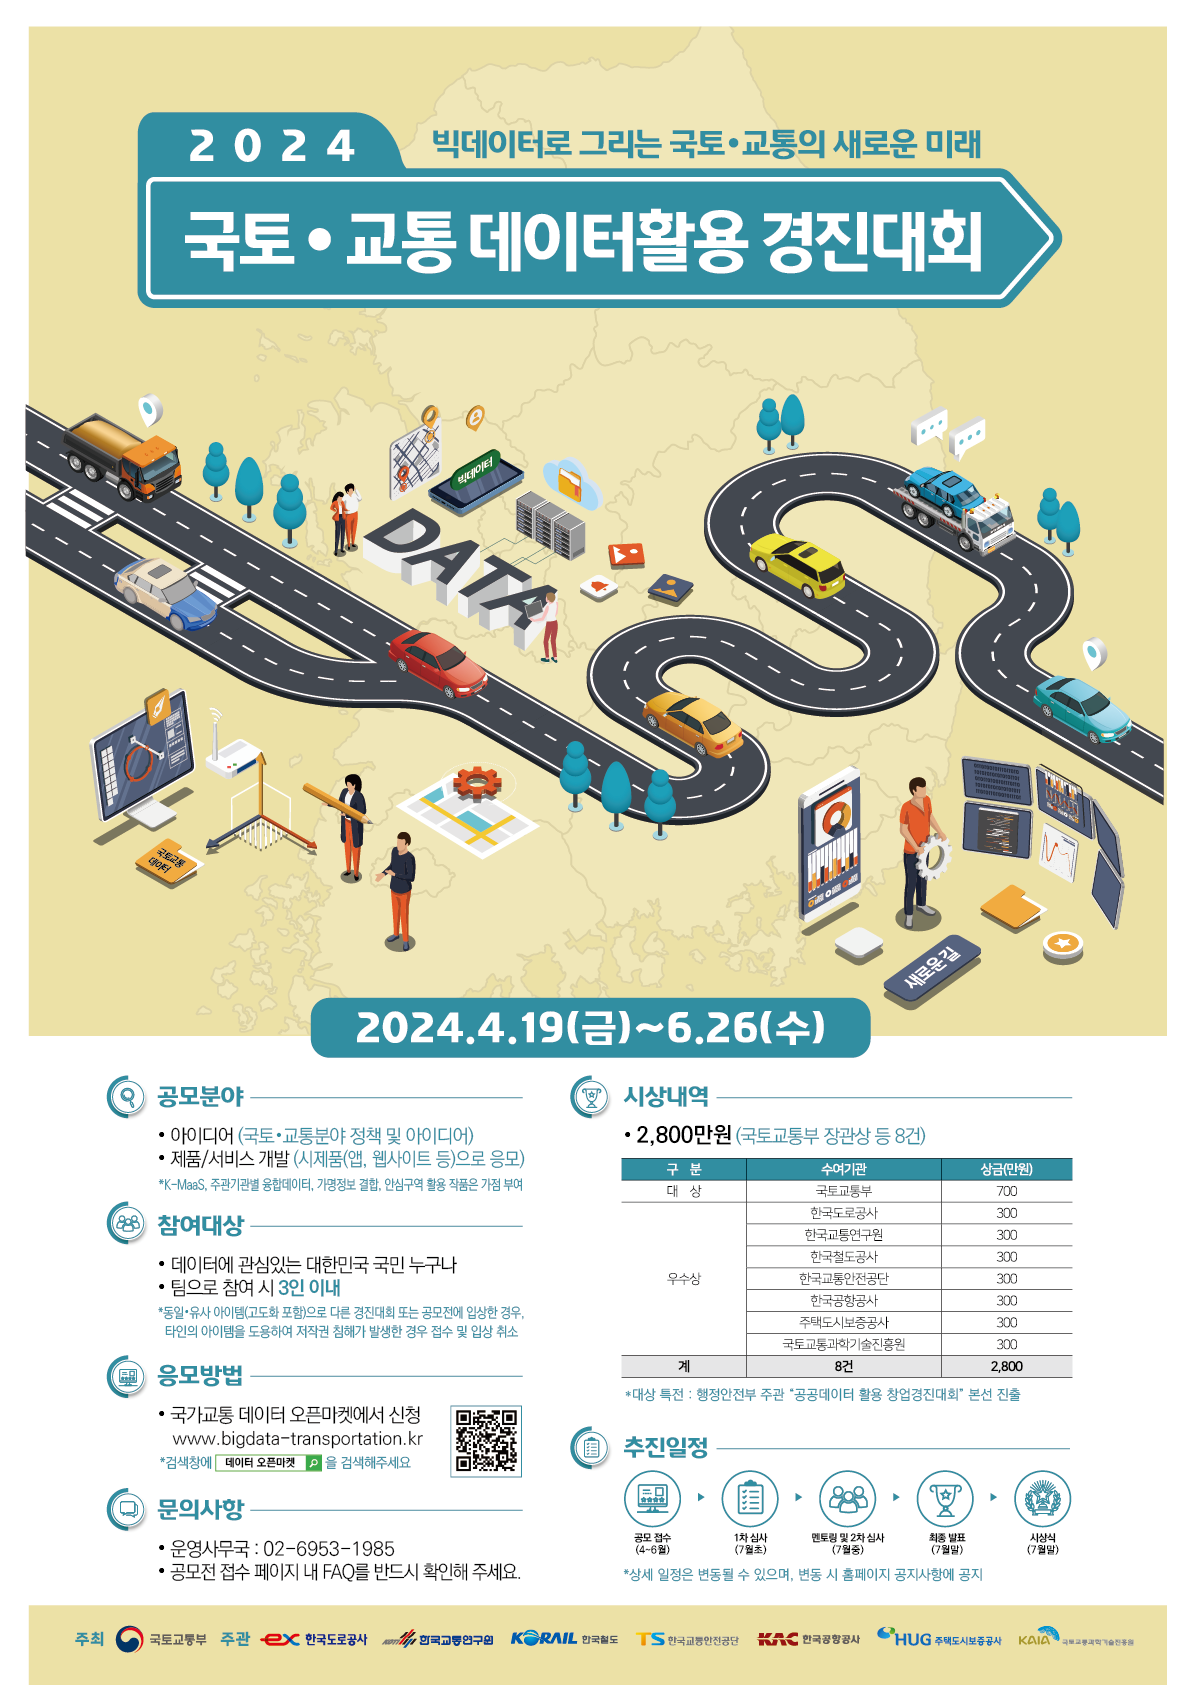 2024
빅데이터로 그리는 국토•교통의 새로운 미래
국토•교통 데이터활용 경진대회
빅데이터
DATA
국토교통
데이터
새로운길
2024.4.19(금)~6.26(수)
공모분야
• 아이디어 (국토•교통분야 정책 및 아이디어)
• 제품/서비스 개발 (시제품(앱, 웹사이트 등)으로 응모)
*K-MaaS, 주관기관별 융합데이터, 가명정보 결합, 안심구역 활용 작품은 가점 부여
참여대상
• 데이터에 관심있는 대한민국 국민 누구나
• 팀으로 참여 시 3인 이내
*동일•유사 아이템(고도화 포함)으로 다른 경진대회 또는 공모전에 입상한 경우,
타인의 아이템을 도용하여 저작권 침해가 발생한 경우 접수 및 입상 취소
응모방법
• 국가교통 데이터 오픈마켓에서 신청
www.bigdata-transportation.kr
*검색창에 데이터 오픈마켓 을 검색해주세요
문의사항
• 운영사무국 : 02-6953-1985
• 공모전 접수 페이지 내 FAQ를 반드시 확인해 주세요.
시상내역
• 2,800만원 (국토교통부 장관상 등 8건)
구 분 수여기관 상금(만원)
대 상 국토교통부 700
한국도로공사 300
한국교통연구원 300
한국철도공사 300
우수상 한국교통안전공단 300
한국공항공사 300
주택도시보증공사 300
국토교통과학기술진흥원 300
계 8건 2,800
*대상 특전 : 행정안전부 주관 “공공데이터 활용 창업경진대회” 본선 진출
추진일정
공모 접수 1차 심사 멘토링 및 2차 심사 최종 발표 시상식
(4~6월) (7월초) (7월중) (7월말) (7월말)
*상세 일정은 변동될 수 있으며, 변동 시 홈페이지 공지사항에 공지
주최 국토교통부 주관 ex 한국도로공사 한국교통연구원 KORAIL 한국철도 TS 한국교통안전공단 KAC 한국공항공사 HUG 주택도시보증공사 KAIA 국토교통과학기술진흥원